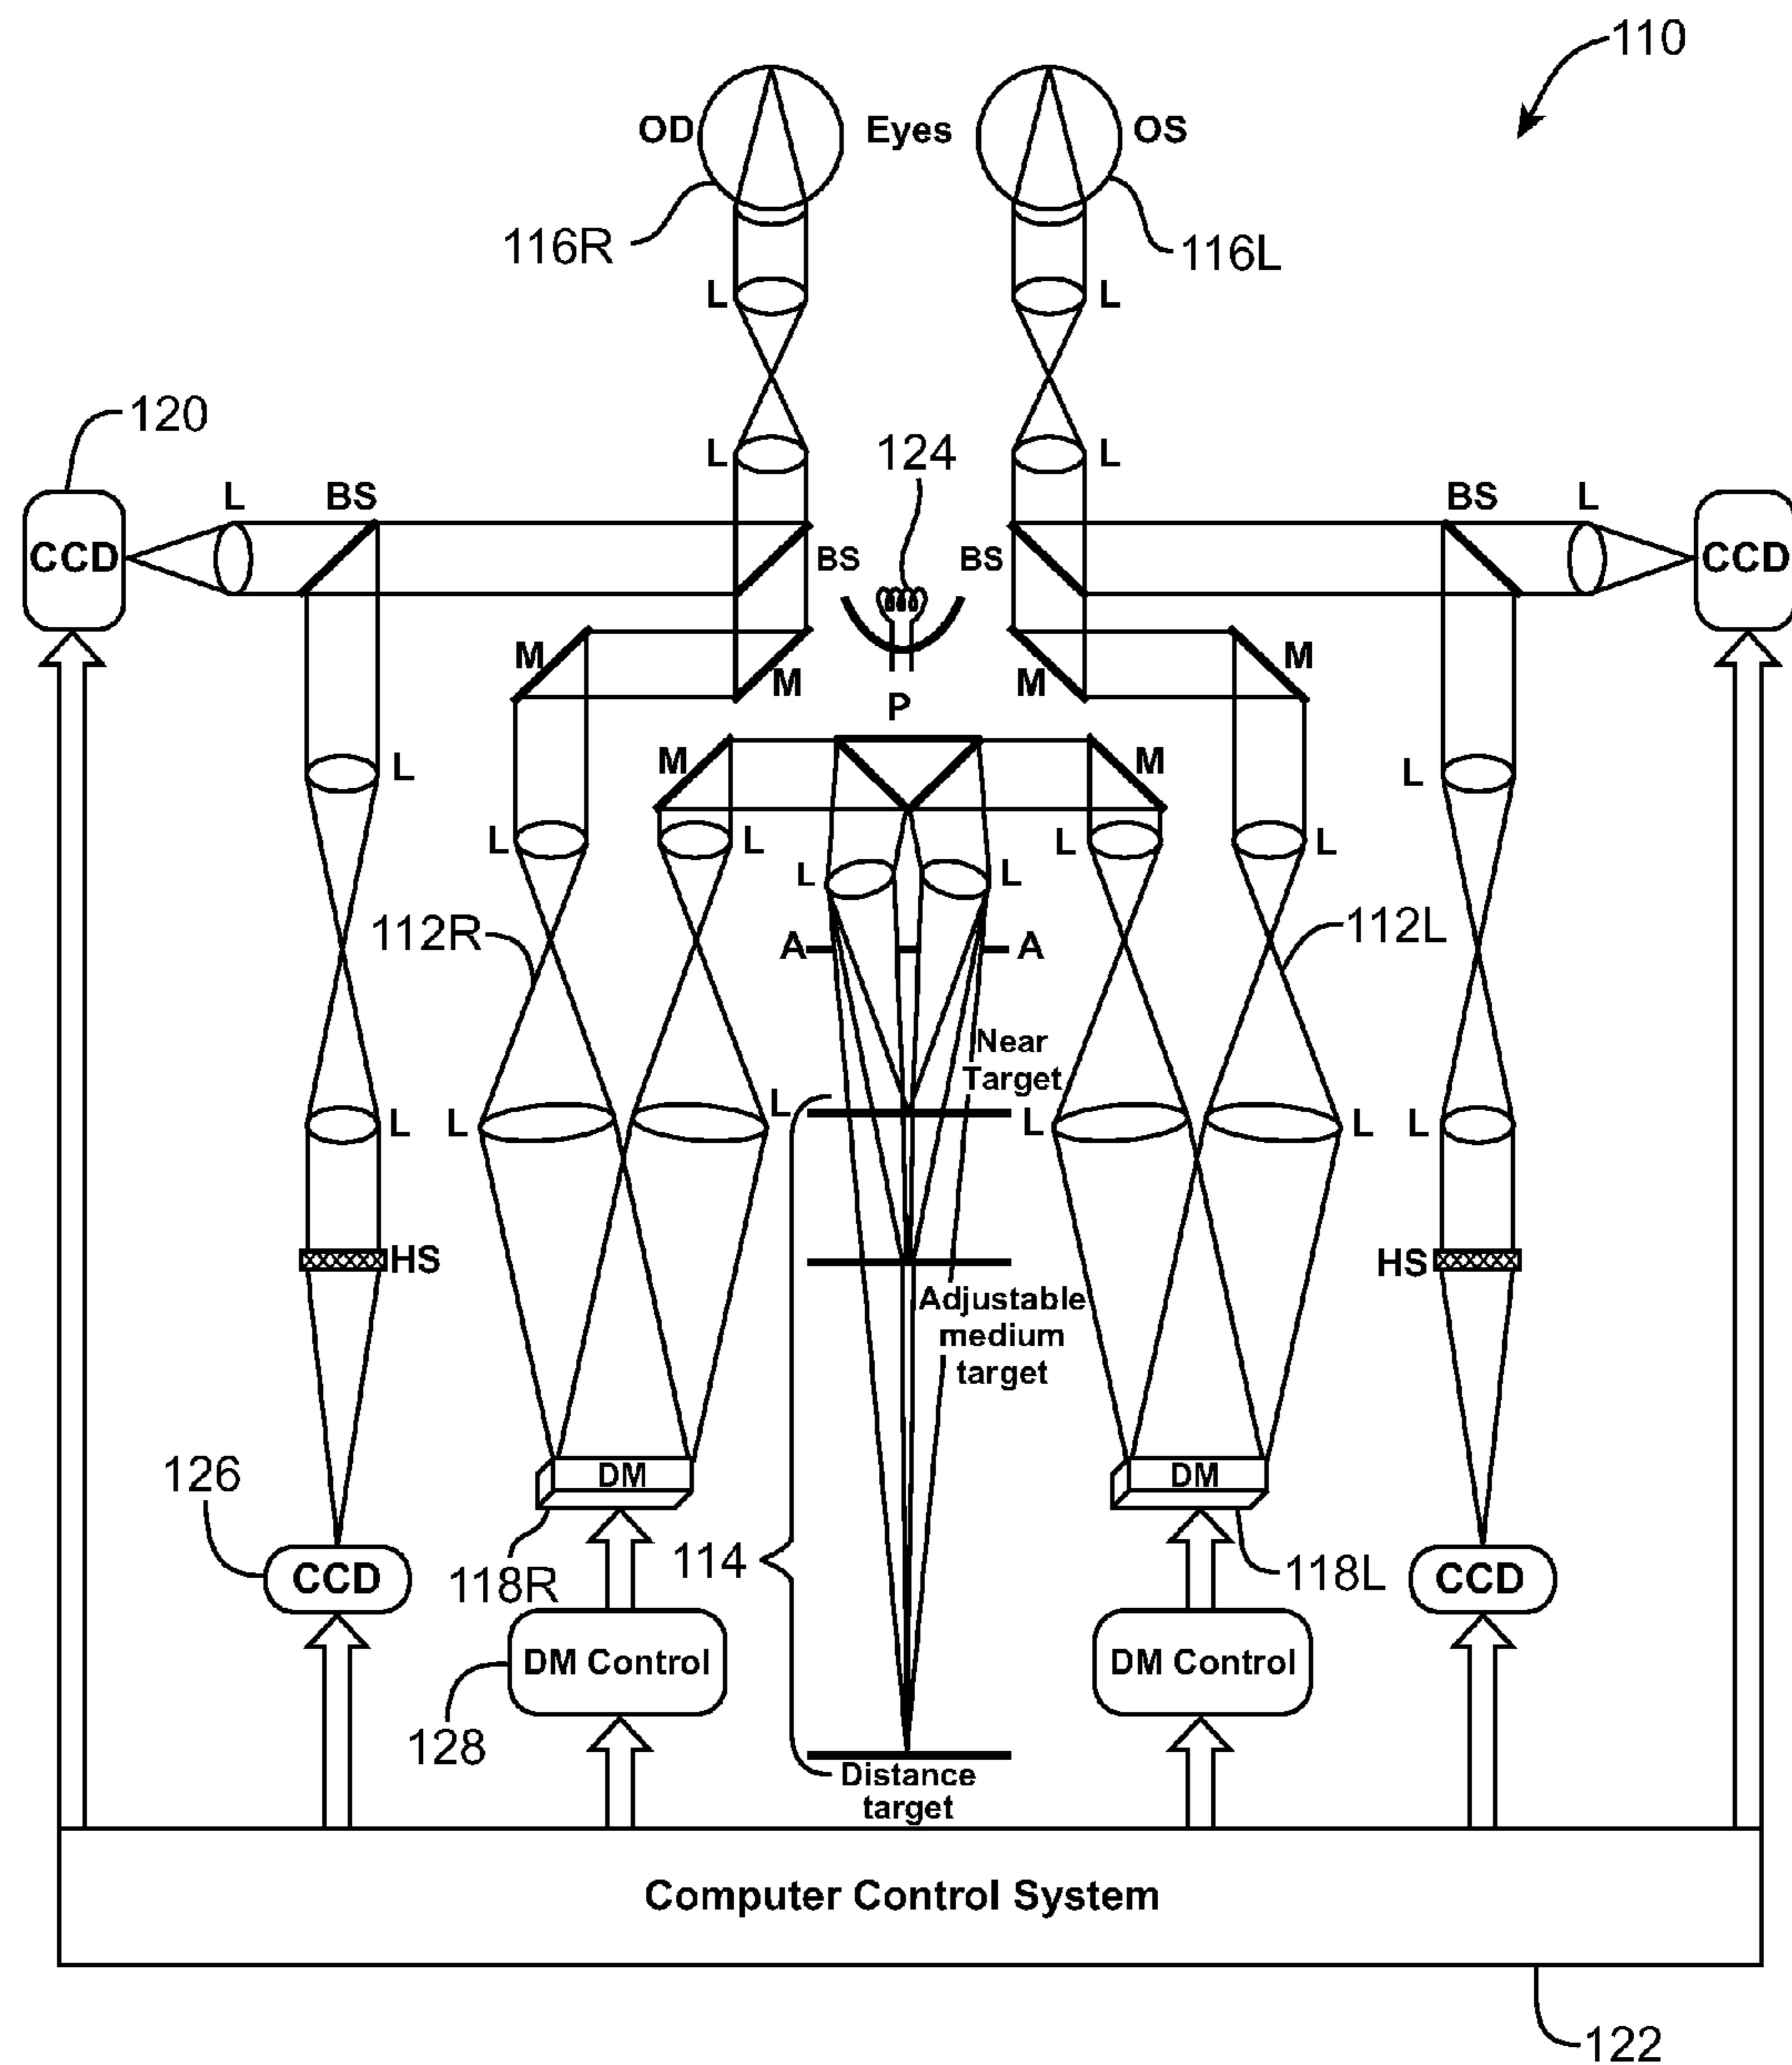 110
OD
Eyes
OS
116R
116L
L
L
120
L
124
L
L
BS
BS
L
CCD
BS
BS
CCD
M
M
M
M
P
M
M
L
L
L
L
L
L
L
L
112R
112L
A
A
Near
Target
L
L
L
L
L
L
L
HS
HS
Adjustable
medium
target
126
DM
DM
118R
114
118L
CCD
CCD
DM Control
DM Control
128
Distance
target
Computer Control System
122